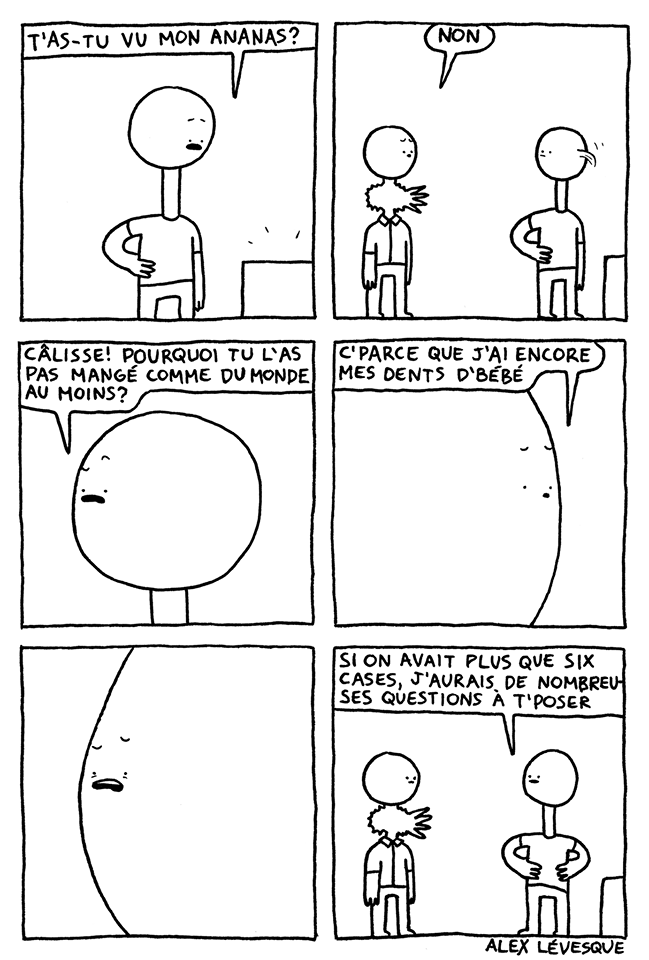 T'AS-TU VU MON ANANAS?
NON
CÂLISSE! POURQUOI TU L'AS
PAS MANGÉ COMME DU MONDE
AU MOINS?
C'PARCE QUE J'AI ENCORE
MES DENTS D'BÉBÉ
SI ON AVAIT PLUS QUE SIX
CASES, J'AURAIS DE NOMBREU-
SES QUESTIONS À T'POSER
ALEX LÉVESQUE